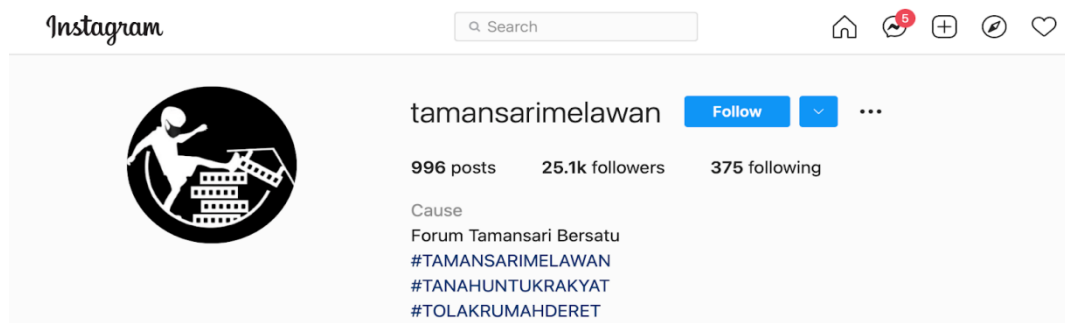 Instagram
Search
5
tamansarimelawan Follow
996 posts 25.1k followers 375 following
Cause
Forum Tamansari Bersatu
#TAMANSARIMELAWAN
#TANAHUNTUKRAKYAT
#TOLAKRUMAHDERET